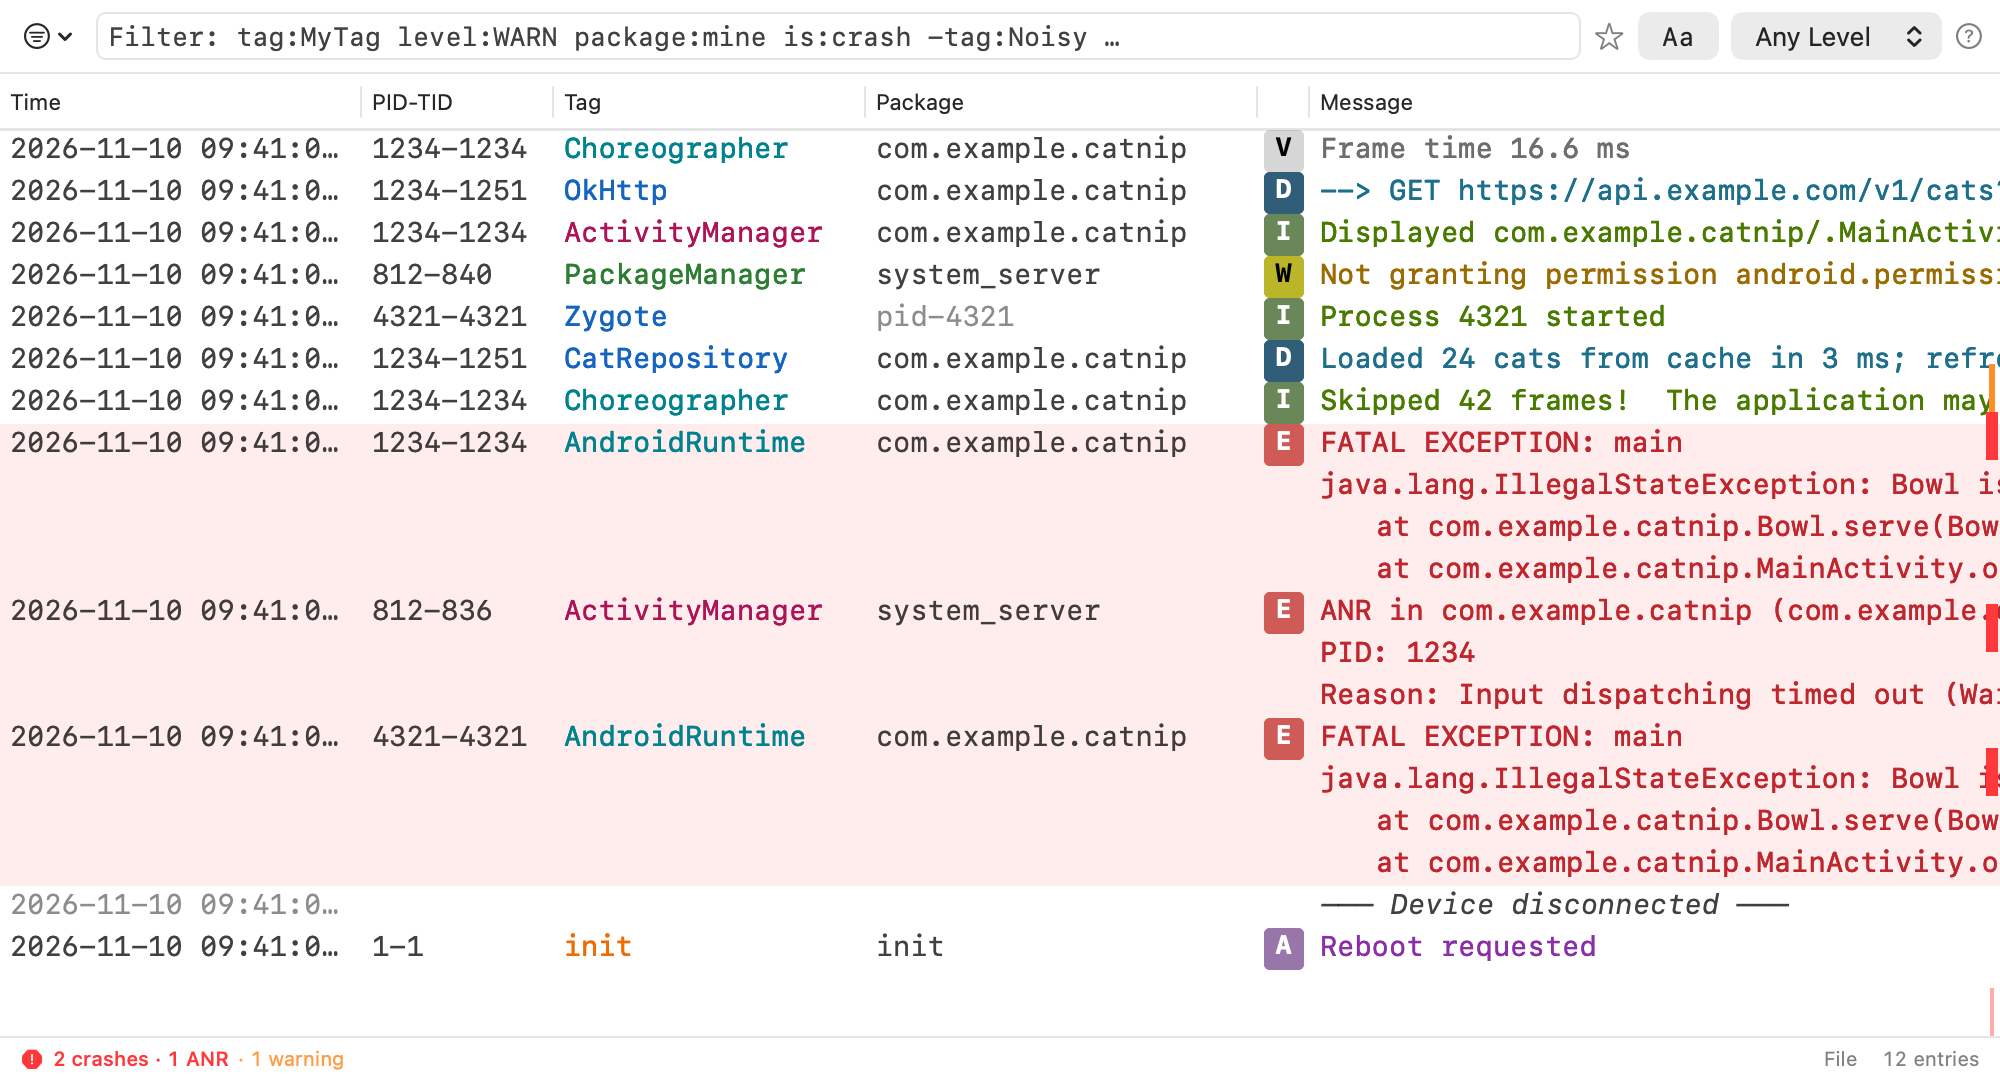 Filter: tag:MyTag level:WARN package:mine is:crash -tag:Noisy … Aa Any Level ?
Time PID-TID Tag Package Message
2026-11-10 09:41:0… 1234-1234 Choreographer com.example.catnip V Frame time 16.6 ms
2026-11-10 09:41:0… 1234-1251 OkHttp com.example.catnip D --> GET https://api.example.com/v1/cats
2026-11-10 09:41:0… 1234-1234 ActivityManager com.example.catnip I Displayed com.example.catnip/.MainActivi
2026-11-10 09:41:0… 812-840 PackageManager system_server W Not granting permission android.permissi
2026-11-10 09:41:0… 4321-4321 Zygote pid-4321 I Process 4321 started
2026-11-10 09:41:0… 1234-1251 CatRepository com.example.catnip D Loaded 24 cats from cache in 3 ms; refre
2026-11-10 09:41:0… 1234-1234 Choreographer com.example.catnip I Skipped 42 frames!  The application may
2026-11-10 09:41:0… 1234-1234 AndroidRuntime com.example.catnip E FATAL EXCEPTION: main
java.lang.IllegalStateException: Bowl is
at com.example.catnip.Bowl.serve(Bow
at com.example.catnip.MainActivity.o
2026-11-10 09:41:0… 812-836 ActivityManager system_server E ANR in com.example.catnip (com.example.
PID: 1234
Reason: Input dispatching timed out (Wai
2026-11-10 09:41:0… 4321-4321 AndroidRuntime com.example.catnip E FATAL EXCEPTION: main
java.lang.IllegalStateException: Bowl is
at com.example.catnip.Bowl.serve(Bow
at com.example.catnip.MainActivity.o
2026-11-10 09:41:0… —— Device disconnected ——
2026-11-10 09:41:0… 1-1 init init A Reboot requested
2 crashes · 1 ANR · 1 warning File 12 entries